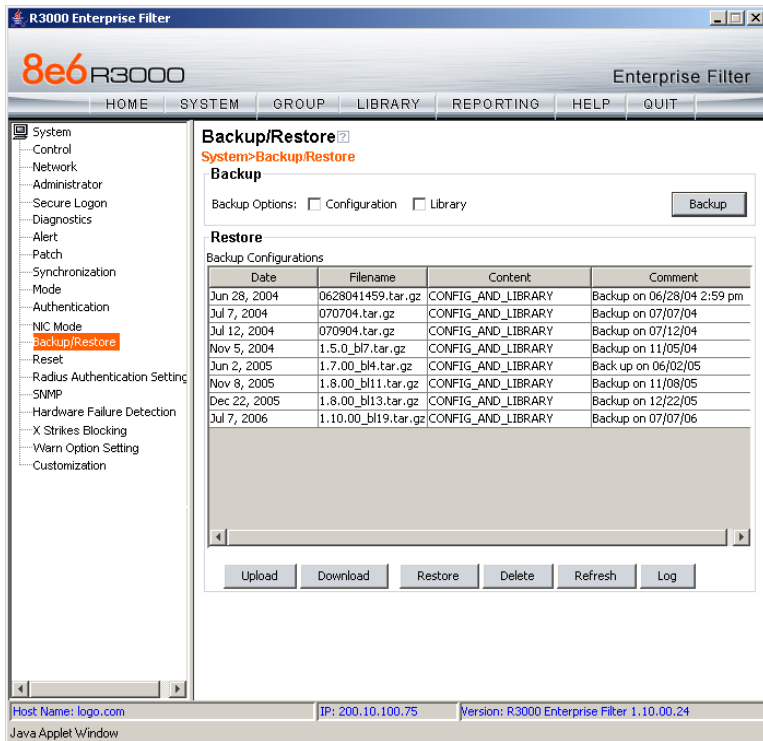 R3000 Enterprise Filter
8e6 R3000
Enterprise Filter
HOME SYSTEM GROUP LIBRARY REPORTING HELP QUIT
System
Control
Network
Administrator
Secure Logon
Diagnostics
Alert
Patch
Synchronization
Mode
Authentication
NIC Mode
Backup/Restore
Reset
Radius Authentication Setting
SNMP
Hardware Failure Detection
X Strikes Blocking
Warn Option Setting
Customization
Backup/Restore ?
System>Backup/Restore
Backup
Backup Options: Configuration Library Backup
Restore
Backup Configurations
Date Filename Content Comment
Jun 28, 2004 0628041459.tar.gz CONFIG_AND_LIBRARY Backup on 06/28/04 2:59 pm
Jul 7, 2004 070704.tar.gz CONFIG_AND_LIBRARY Backup on 07/07/04
Jul 12, 2004 070904.tar.gz CONFIG_AND_LIBRARY Backup on 07/12/04
Nov 5, 2004 1.5.0_bl7.tar.gz CONFIG_AND_LIBRARY Backup on 11/05/04
Jun 2, 2005 1.7.00_bl4.tar.gz CONFIG_AND_LIBRARY Back up on 06/02/05
Nov 8, 2005 1.8.00_bl11.tar.gz CONFIG_AND_LIBRARY Backup on 11/08/05
Dec 22, 2005 1.8.00_bl13.tar.gz CONFIG_AND_LIBRARY Backup on 12/22/05
Jul 7, 2006 1.10.00_bl19.tar.gz CONFIG_AND_LIBRARY Backup on 07/07/06
Upload Download Restore Delete Refresh Log
Host Name: logo.com IP: 200.10.100.75 Version: R3000 Enterprise Filter 1.10.00.24
Java Applet Window